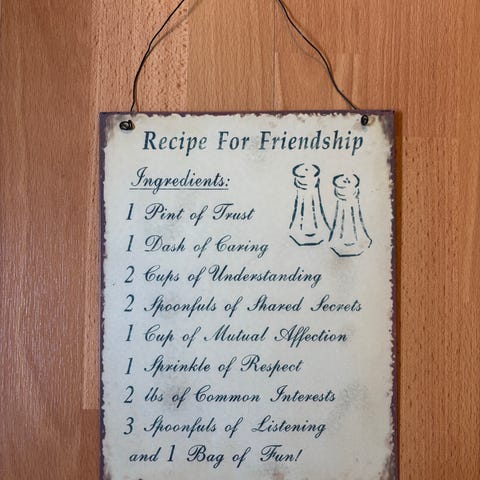 Recipe For Friendship
Ingredients:
1 Pint of Trust
1 Dash of Caring
2 Cups of Understanding
2 Spoonfuls of Shared Secrets
1 Cup of Mutual Affection
1 Sprinkle of Respect
2 lbs of Common Interests
3 Spoonfuls of Listening
and 1 Bag of Fun!